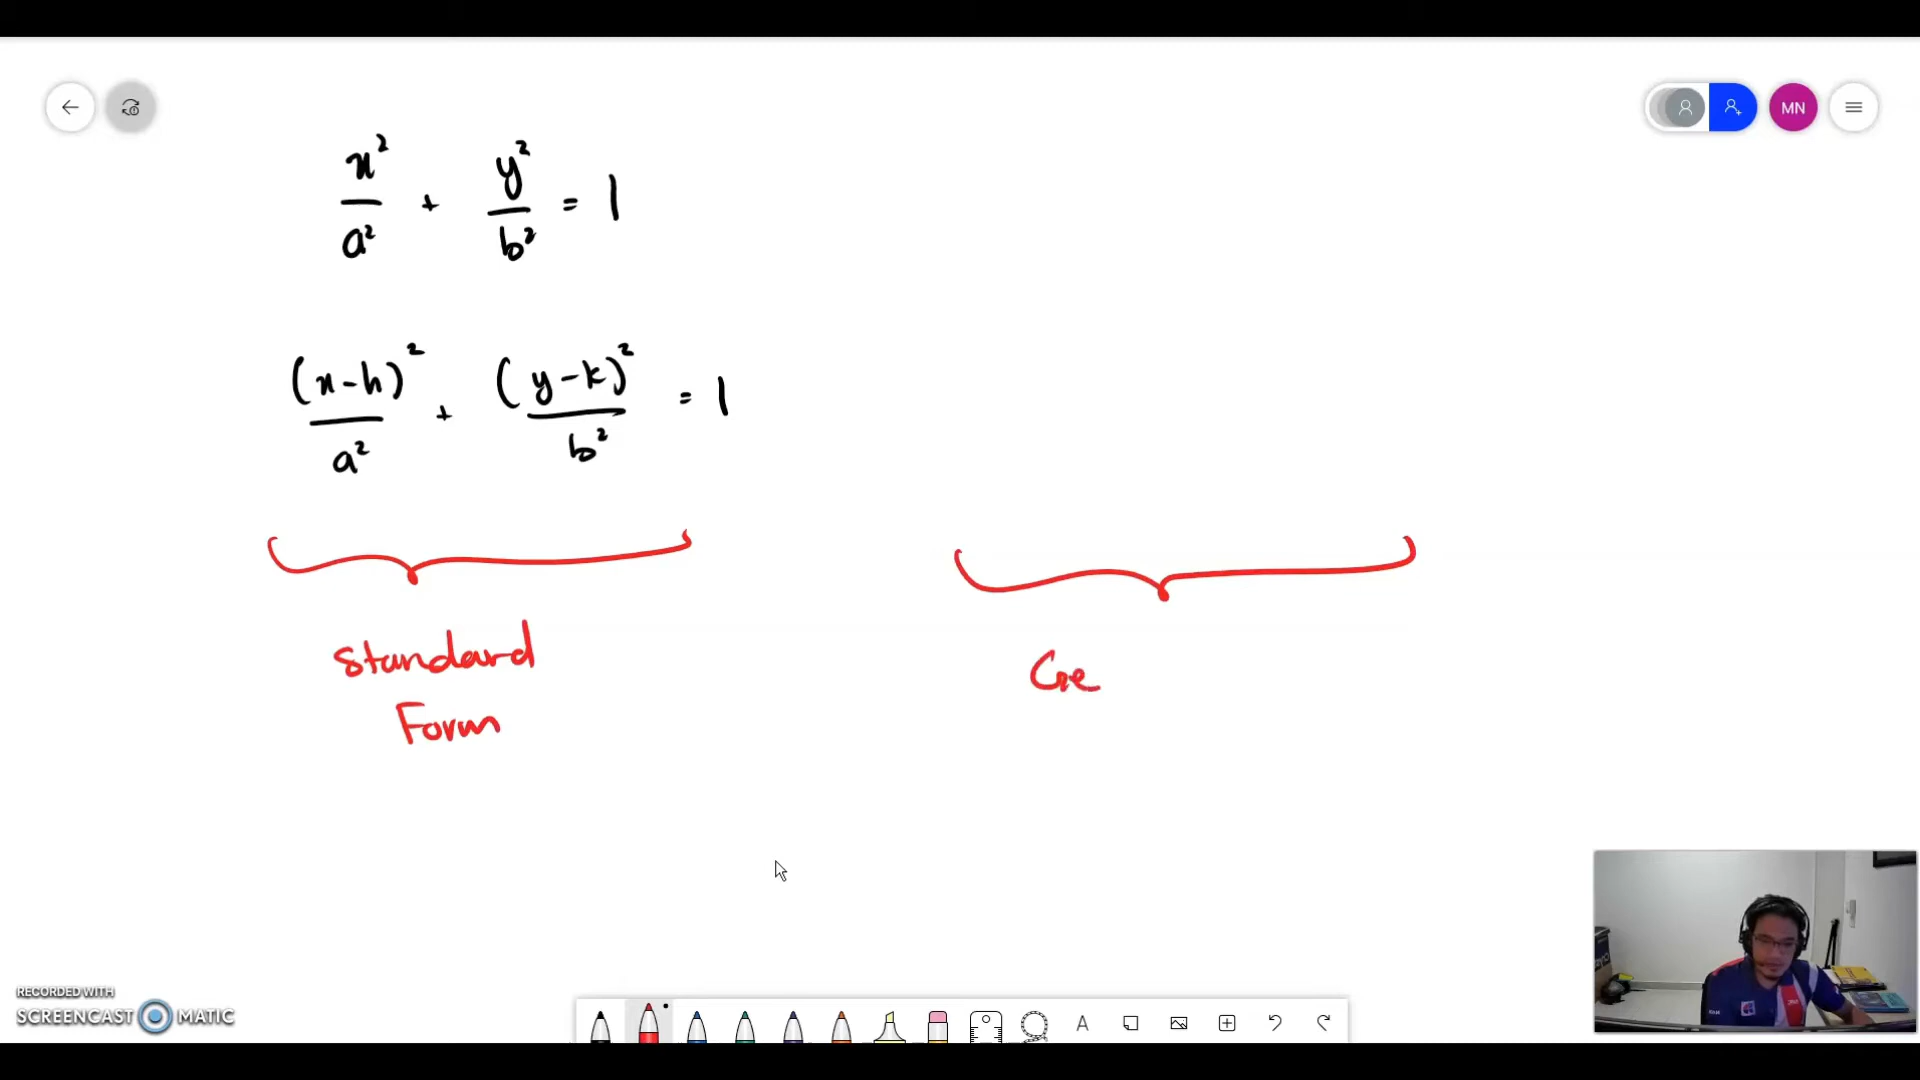 MN
x²/a² + y²/b² = 1
(x-h)²/a² + (y-k)²/b² = 1
Standard
Form
Ge
RECORDED WITH
SCREENCAST MATIC
A